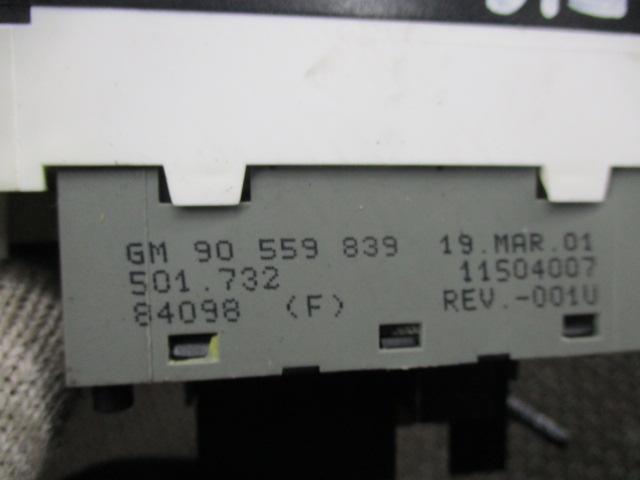 GM 90 559 839 19.MAR.01
501.732 11504007
84098 (F) REV.-001U